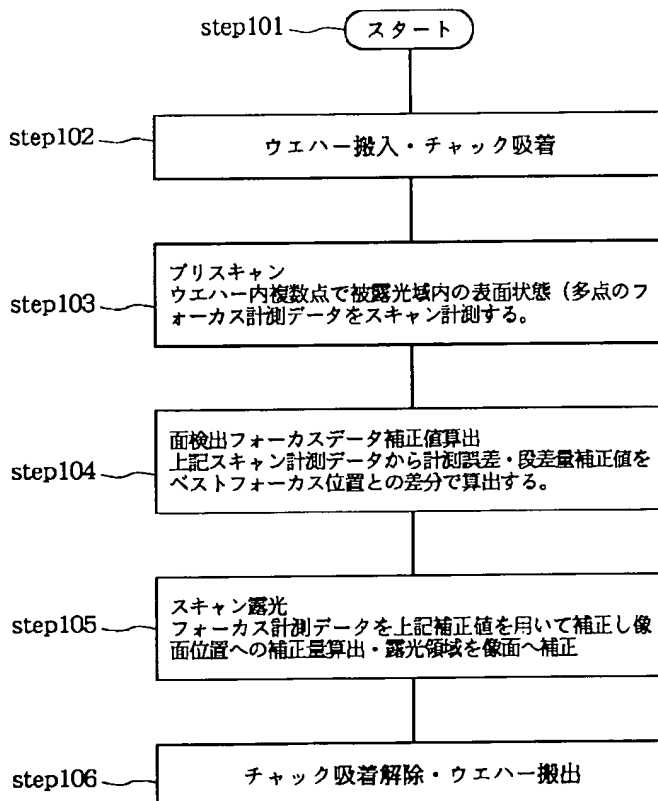 step101
スタート
step102
ウエハー搬入・チャック吸着
step103
プリスキャン
ウエハー内複数点で被露光域内の表面状態（多点のフ
ォーカス計測データをスキャン計測する。
step104
面検出フォーカスデータ補正値算出
上記スキャン計測データから計測誤差・段差量補正値を
ベストフォーカス位置との差分で算出する。
step105
スキャン露光
フォーカス計測データを上記補正値を用いて補正し像
面位置への補正量算出・露光領域を像面へ補正
step106
チャック吸着解除・ウエハー搬出